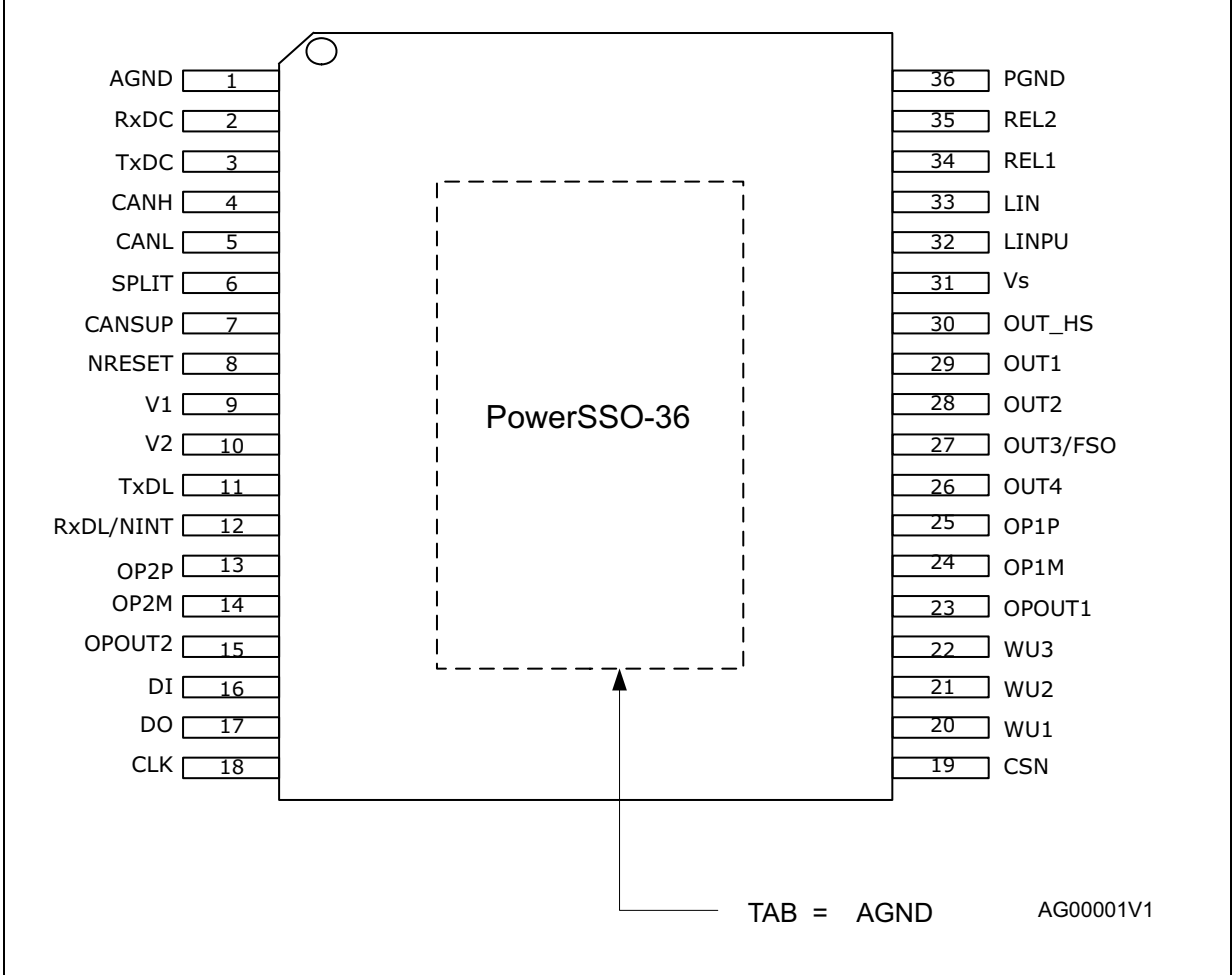 AGND 1 36 PGND
RxDC 2 35 REL2
TxDC 3 34 REL1
CANH 4 33 LIN
CANL 5 32 LINPU
SPLIT 6 31 Vs
CANSUP 7 30 OUT_HS
NRESET 8 29 OUT1
V1 9 28 OUT2
V2 10 27 OUT3/FSO
TxDL 11 26 OUT4
RxDL/NINT 12 25 OP1P
OP2P 13 24 OP1M
OP2M 14 23 OPOUT1
OPOUT2 15 22 WU3
DI 16 21 WU2
DO 17 20 WU1
CLK 18 19 CSN
PowerSSO-36
TAB = AGND
AG00001V1